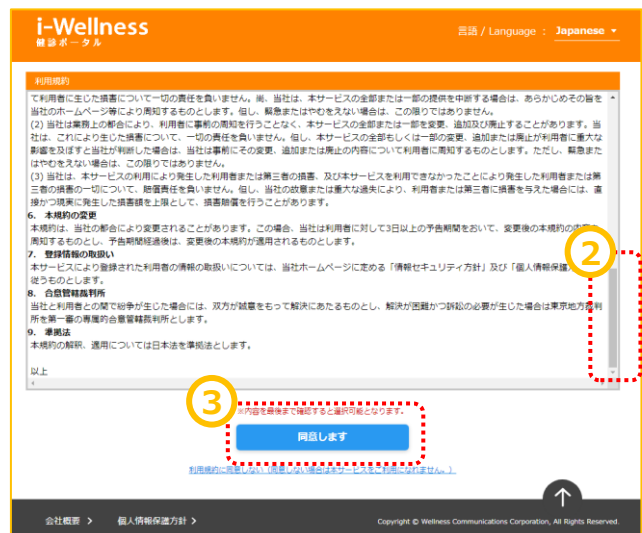 i-Wellness
健診ポータル
言語 / Language : Japanese
利用規約
て利用者に生じた損害について一切の責任を負いません。尚、当社は、本サービスの全部または一部の提供を中断する場合は、あらかじめその旨を
当社のホームページ等により周知するものとします。但し、緊急またはやむをえない場合は、この限りではありません。
(2) 当社は業務上の都合により、利用者に事前の周知を行うことなく、本サービスの全部または一部を変更、追加及び廃止することがあります。当
社は、これにより生じた損害について、一切の責任を負いません。但し、本サービスの全部もしくは一部の変更、追加または廃止が利用者に重大な
影響を及ぼすと当社が判断した場合は、当社は事前にその変更、追加または廃止の内容について利用者に周知するものとします。ただし、緊急また
はやむをえない場合は、この限りではありません。
(3) 当社は、本サービスの利用により発生した利用者または第三者の損害、及び本サービスを利用できなかったことにより発生した利用者または第
三者の損害の一切について、賠償責任を負いません。但し、当社の故意または重大な過失により、利用者または第三者に損害を与えた場合には、直
接かつ現実に発生した損害額を上限として、損害賠償を行うことがあります。
6. 本規約の変更
本規約は、当社の都合により変更されることがあります。この場合、当社は利用者に対して3日以上の予告期間をおいて、変更後の本規約の内容を
周知するものとし、予告期間経過後は、変更後の本規約が適用されるものとします。
7. 登録情報の取扱い
本サービスにより登録された利用者の情報の取扱いについては、当社ホームページに定める「情報セキュリティ方針」及び「個人情報保護
従うものとします。
8. 合意管轄裁判所
当社と利用者との間で紛争が生じた場合には、双方が誠意をもって解決にあたるものとし、解決が困難かつ訴訟の必要が生じた場合は東京地方裁判
所を第一審の専属的合意管轄裁判所とします。
9. 準拠法
本規約の解釈、適用については日本法を準拠法とします。
以上
2
3
※内容を最後まで確認すると選択可能となります。
同意します
利用規約に同意しない（同意しない場合は本サービスをご利用になれません。）
会社概要 個人情報保護方針
Copyright © Wellness Communications Corporation, All Rights Reserved.